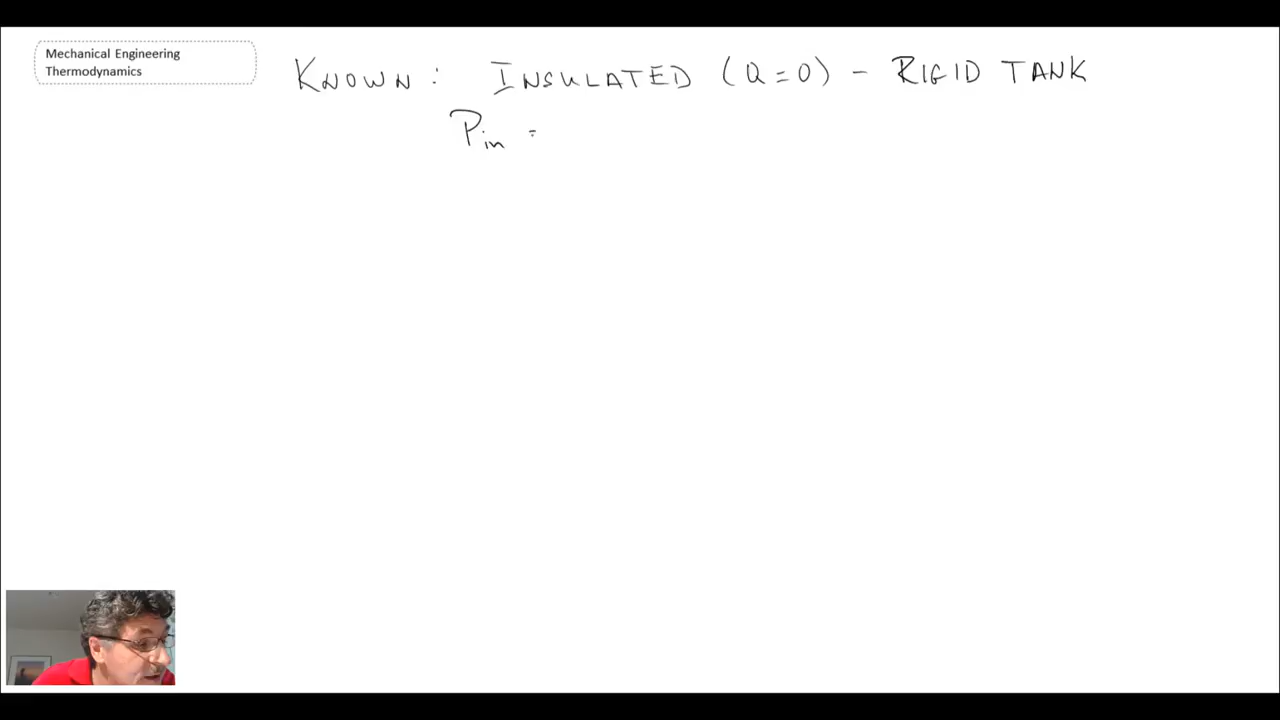 Mechanical Engineering
Thermodynamics
KNOWN: INSULATED (Q=0) - RIGID TANK
Pin =